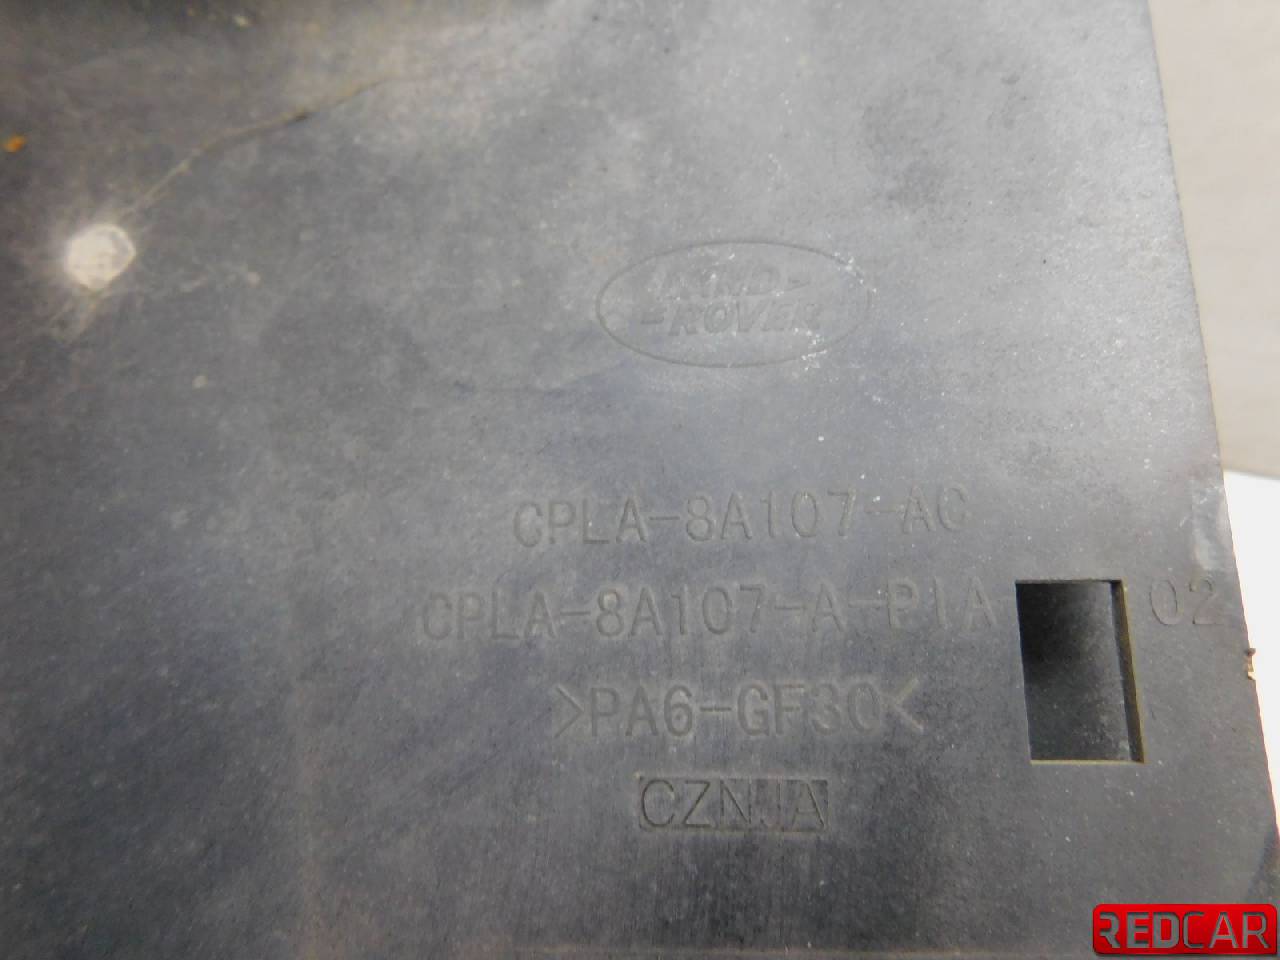 LAND-
-ROVER
CPLA-8A107-AC
CPLA-8A107-A-PIA 02
>PA6-GF30<
CZNJA
REDCAR